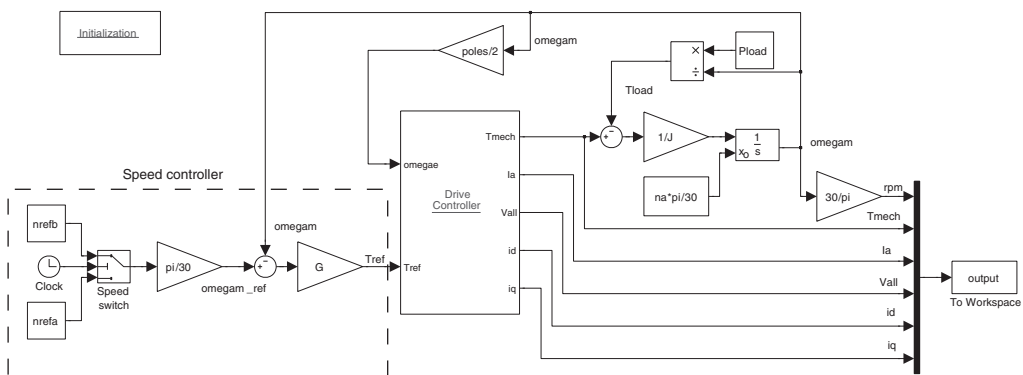 Initialization
poles/2
omegam
×
÷
Pload
Tload
Tmech
+
−
1/J
xo
1
s
omegam
omegae
Ia
Drive
Controller
na*pi/30
30/pi
rpm
Speed controller
Vall
Tmech
nrefb
omegam
id
Ia
Clock
Speed
switch
pi/30
omegam _ref
+
−
G
Tref
Tref
iq
Vall
output
To Workspace
nrefa
id
iq